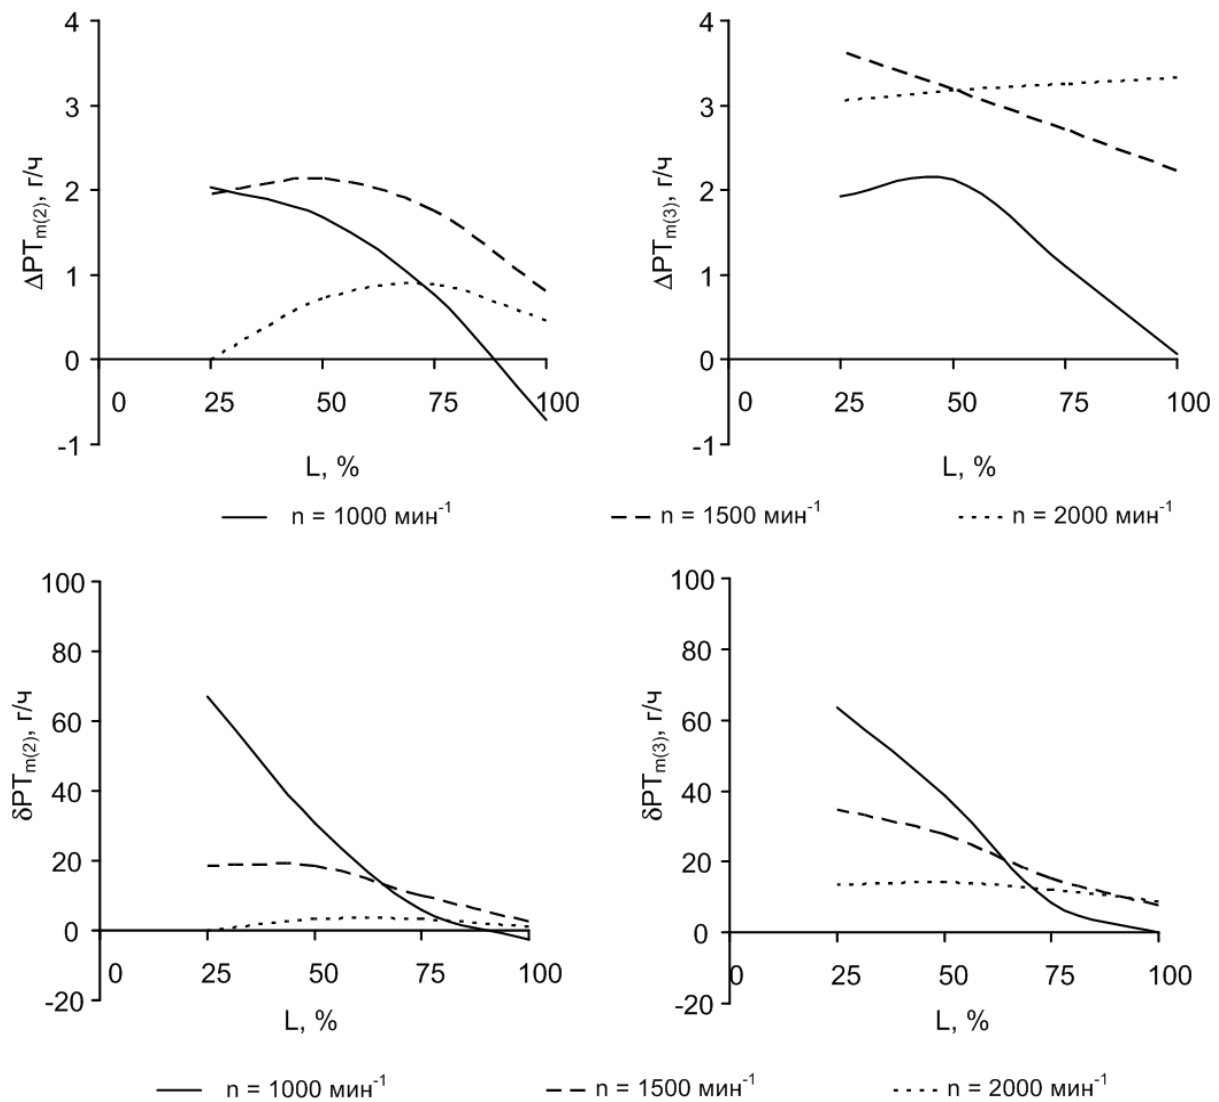 4
3
2
1
0
-1
ΔPTm(2), г/ч
0 25 50 75 100
L, %
4
3
2
1
0
-1
ΔPTm(3), г/ч
0 25 50 75 100
L, %
n = 1000 мин-1 n = 1500 мин-1 n = 2000 мин-1
100
80
60
40
20
0
-20
δPTm(2), г/ч
0 25 50 75 100
L, %
100
80
60
40
20
0
-20
δPTm(3), г/ч
0 25 50 75 100
L, %
n = 1000 мин-1 n = 1500 мин-1 n = 2000 мин-1